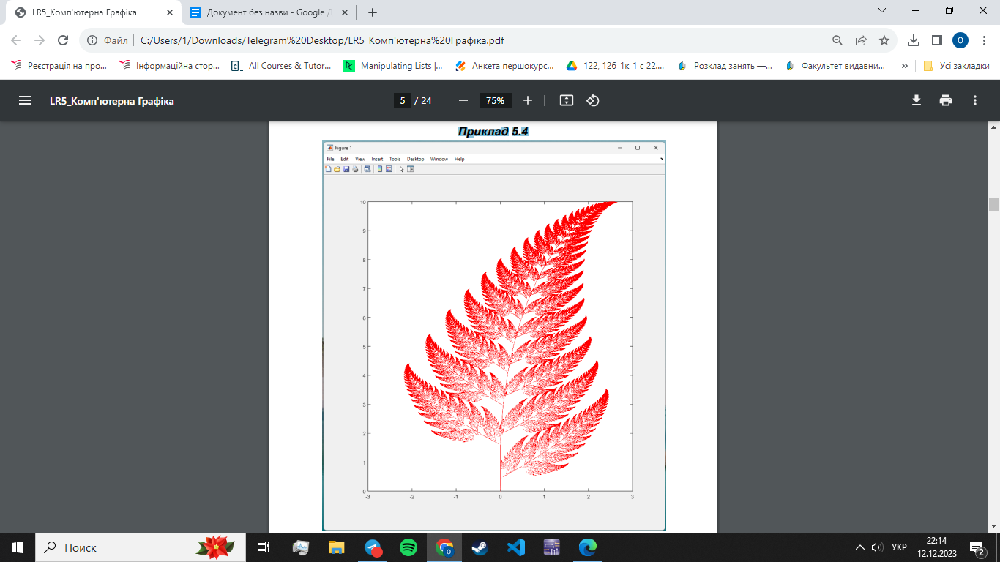 LR5_Комп'ютерна Графіка
Документ без назви - Google Д
Файл
C:/Users/1/Downloads/Telegram%20Desktop/LR5_Комп'ютерна%20Графіка.pdf
О
Реєстрація на про...
Інформаційна стор...
All Courses & Tutor...
Manipulating Lists |...
Анкета першокурс...
122, 126_1к_1 с 22....
Розклад занять —...
Факультет видавни...
»
Усі закладки
LR5_Комп'ютерна Графіка
5 / 24
75%
Приклад 5.4
Figure 1
File Edit View Insert Tools Desktop Window Help
10
9
8
7
6
5
4
3
2
1
0
-3 -2 -1 0 1 2 3
Поиск
5
УКР
22:14
12.12.2023
2